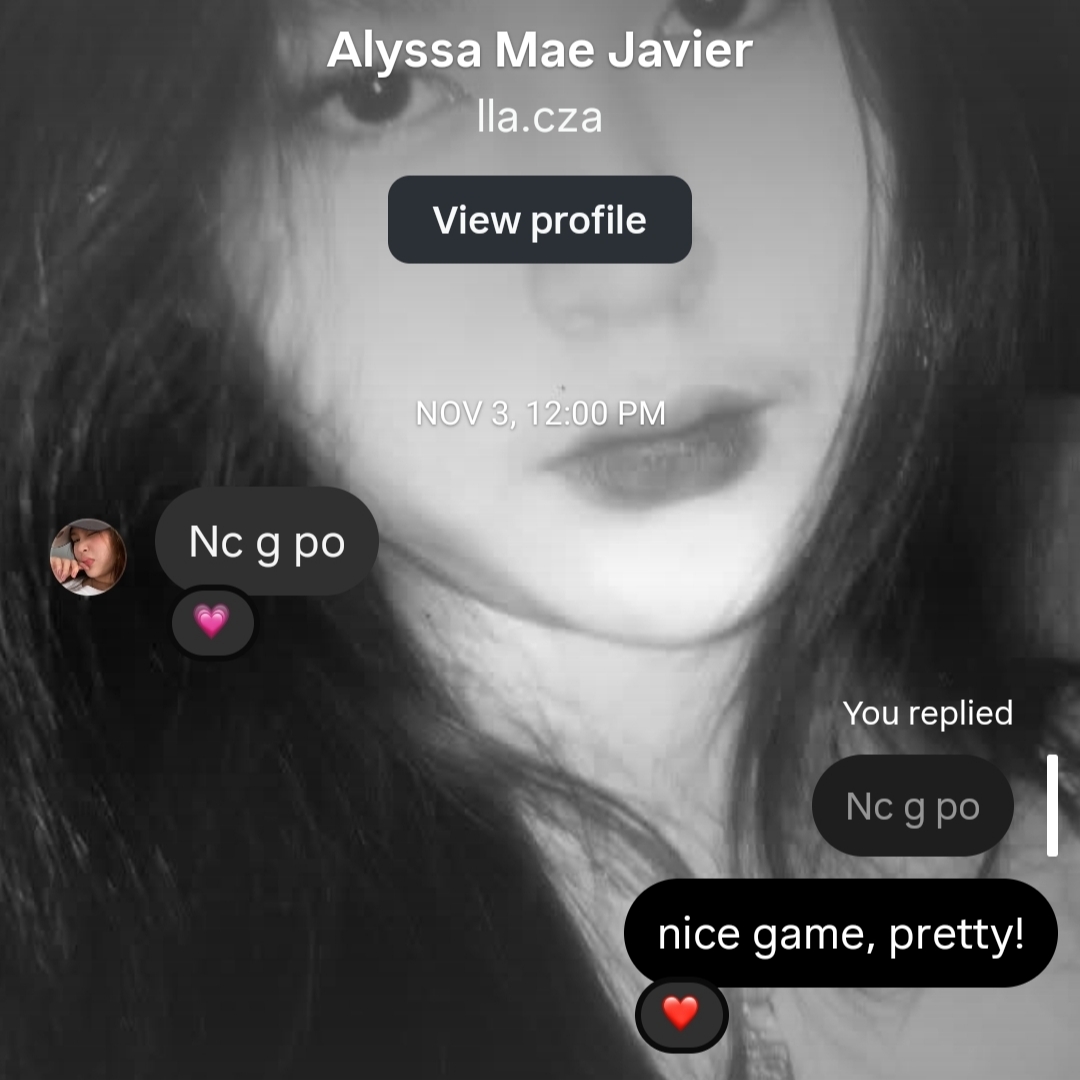 Alyssa Mae Javier
lla.cza
View profile
NOV 3, 12:00 PM
Nc g po
You replied
Nc g po
nice game, pretty!